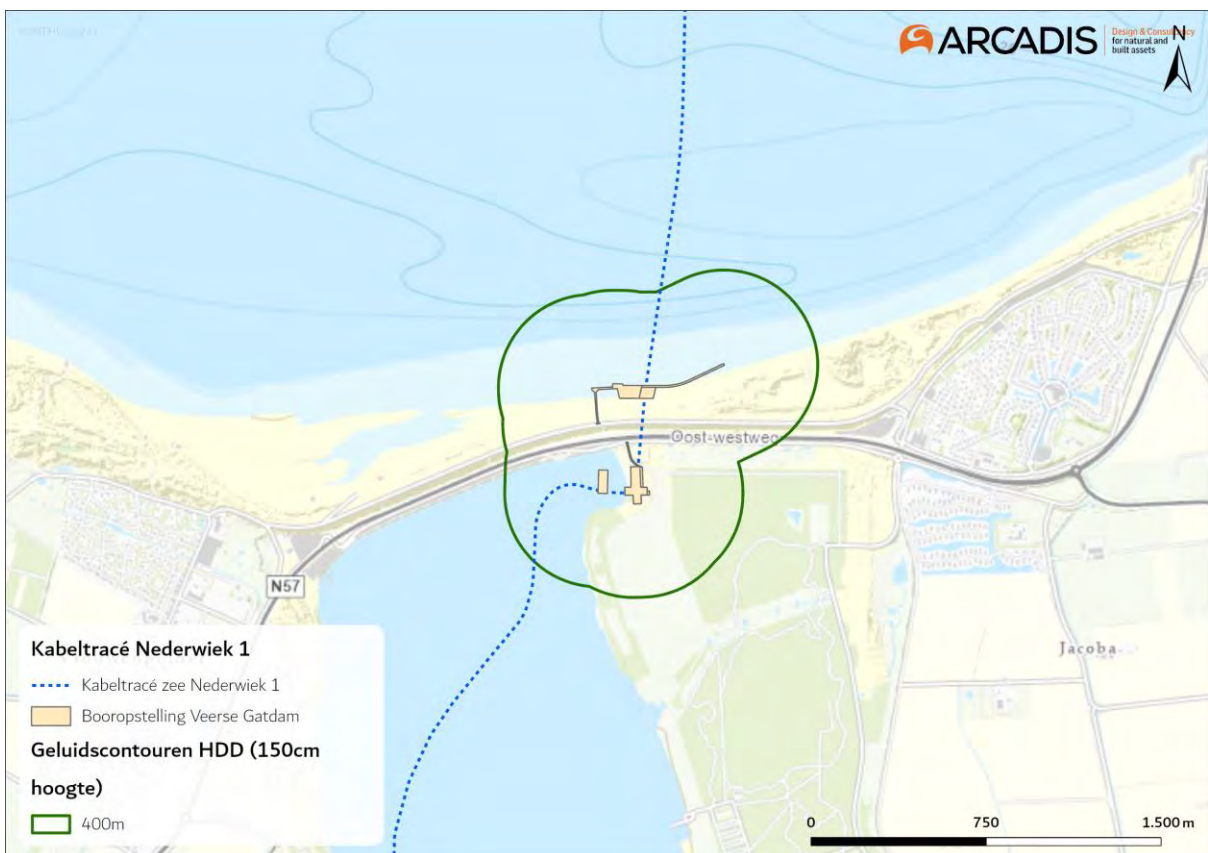 ARCADIS
Design & Consultancy
for natural and
built assets
N
Oost-westweg
N57
Jacoba
Kabeltracé Nederwiek 1
Kabeltracé zee Nederwiek 1
Booropstelling Veerse Gatdam
Geluidscontouren HDD (150cm
hoogte)
400m
0
750
1.500 m